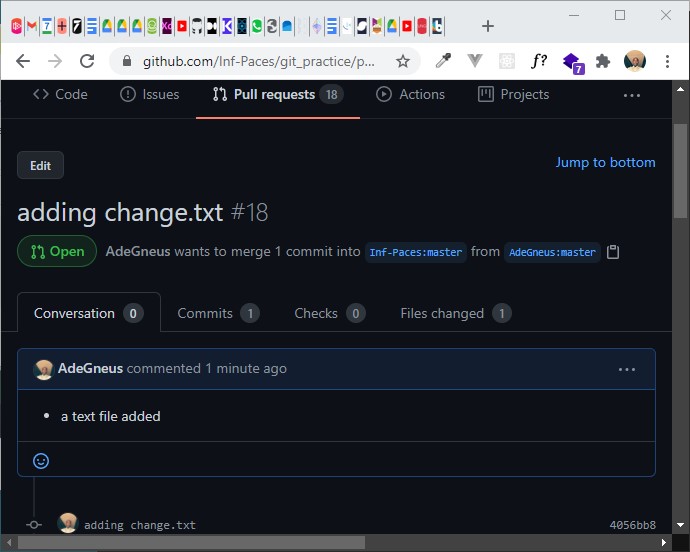 github.com/Inf-Paces/git_practice/p...
f?
7
Code
Issues
Pull requests 18
Actions
Projects
Edit
Jump to bottom
adding change.txt #18
Open
AdeGneus wants to merge 1 commit into Inf-Paces:master from AdeGneus:master
Conversation 0
Commits 1
Checks 0
Files changed 1
AdeGneus commented 1 minute ago
a text file added
adding change.txt
4056bb8